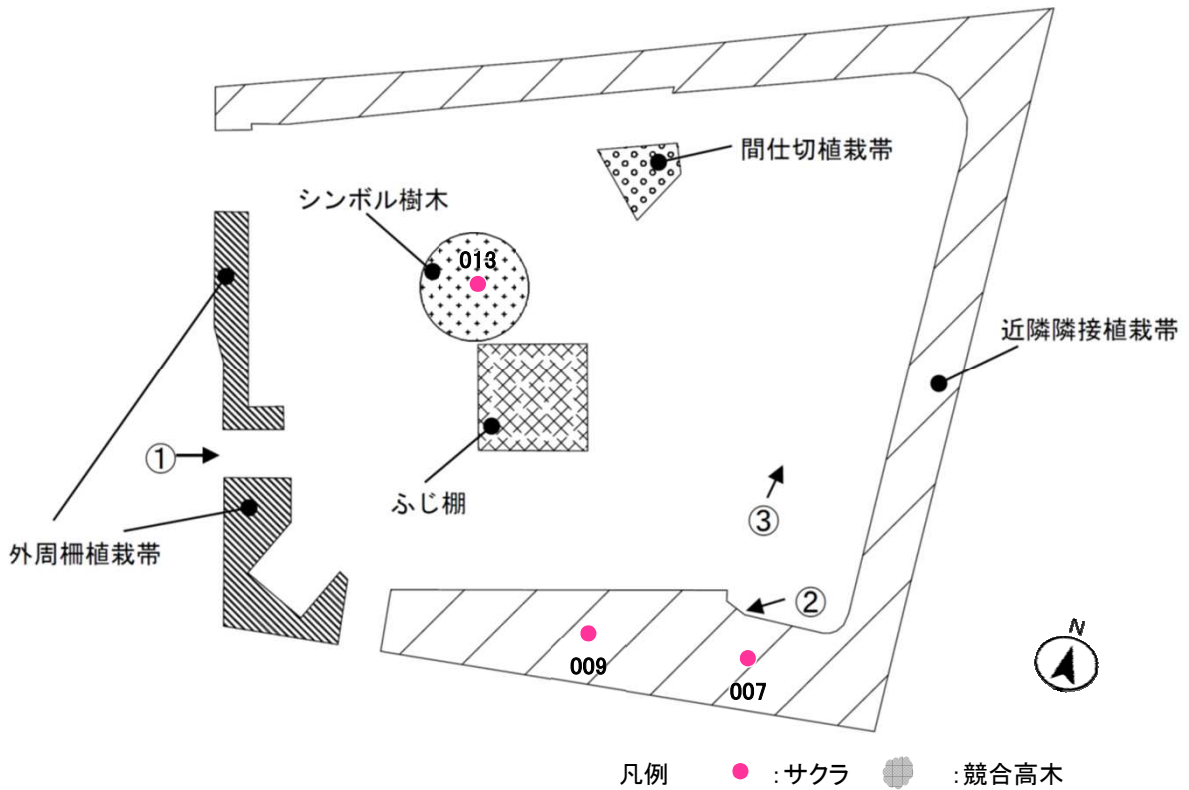 間仕切植栽帯
シンボル樹木
013
近隣隣接植栽帯
①
ふじ棚
③
外周柵植栽帯
②
N
009
007
凡例 :サクラ :競合高木